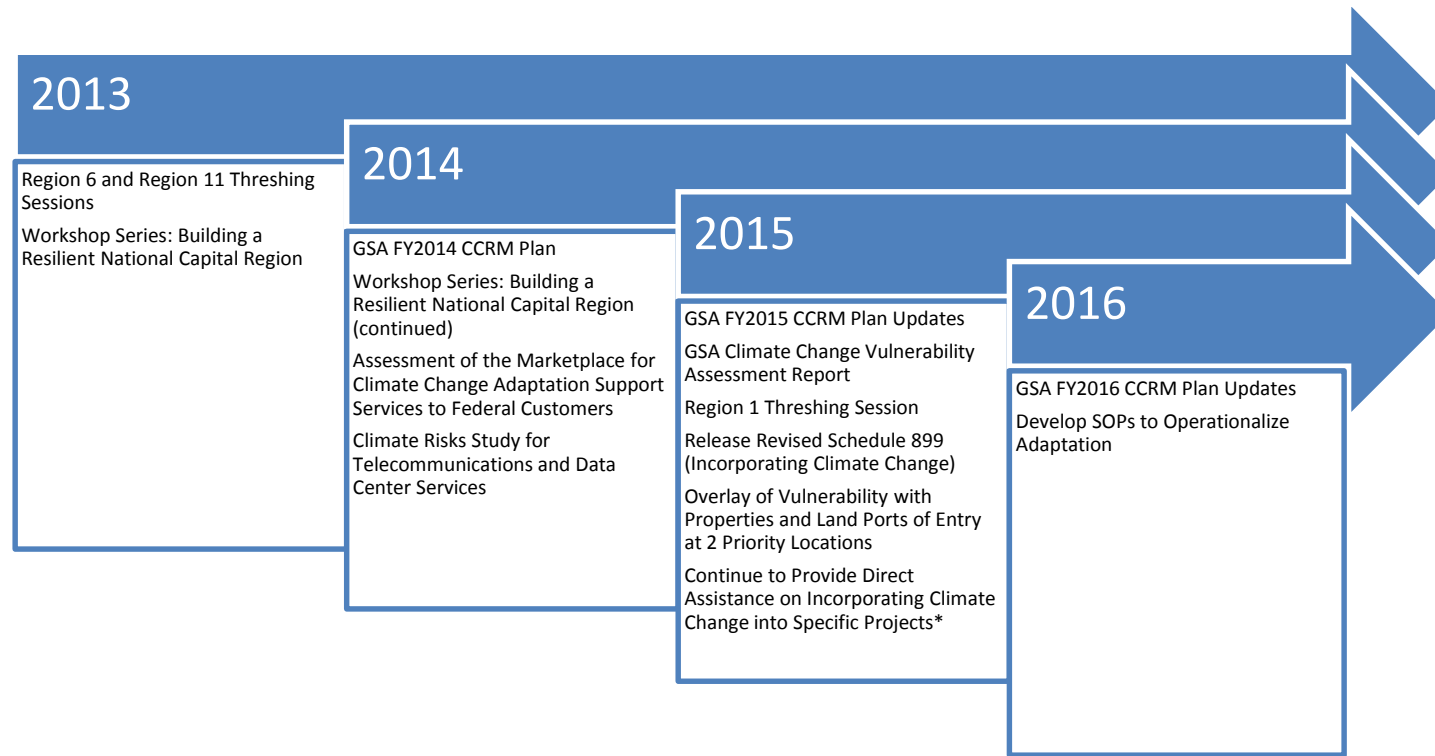 2013
Region 6 and Region 11 Threshing
Sessions
Workshop Series: Building a
Resilient National Capital Region
2014
GSA FY2014 CCRM Plan
Workshop Series: Building a
Resilient National Capital Region
(continued)
Assessment of the Marketplace for
Climate Change Adaptation Support
Services to Federal Customers
Climate Risks Study for
Telecommunications and Data
Center Services
2015
GSA FY2015 CCRM Plan Updates
GSA Climate Change Vulnerability
Assessment Report
Region 1 Threshing Session
Release Revised Schedule 899
(Incorporating Climate Change)
Overlay of Vulnerability with
Properties and Land Ports of Entry
at 2 Priority Locations
Continue to Provide Direct
Assistance on Incorporating Climate
Change into Specific Projects*
2016
GSA FY2016 CCRM Plan Updates
Develop SOPs to Operationalize
Adaptation